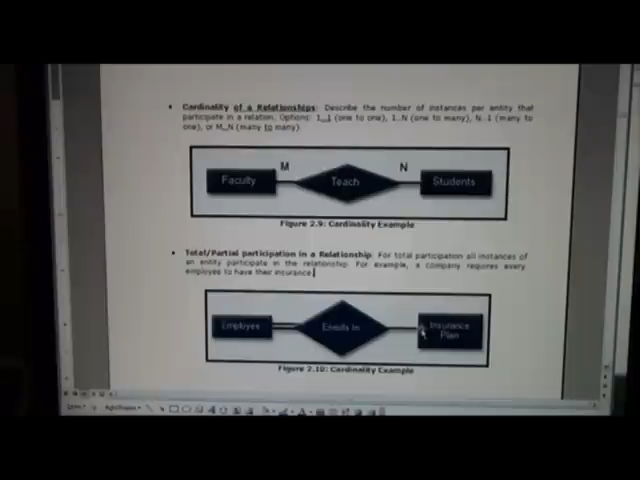 • Cardinality of a Relationships: Describe the number of instances per entity that
participate in a relation. Options: 1..1 (one to one), 1..N (one to many), N..1 (many to
one), or M..N (many to many)
M N
Faculty Teach Students
Figure 2.9: Cardinality Example
• Total/Partial participation in a Relationship: For total participation all instances of
an entity participate in the relationship. For example, a company requires every
employee to have their insurance.
Employee Enrolls In Insurance
Plan
Figure 2.10: Cardinality Example
AutoShapes